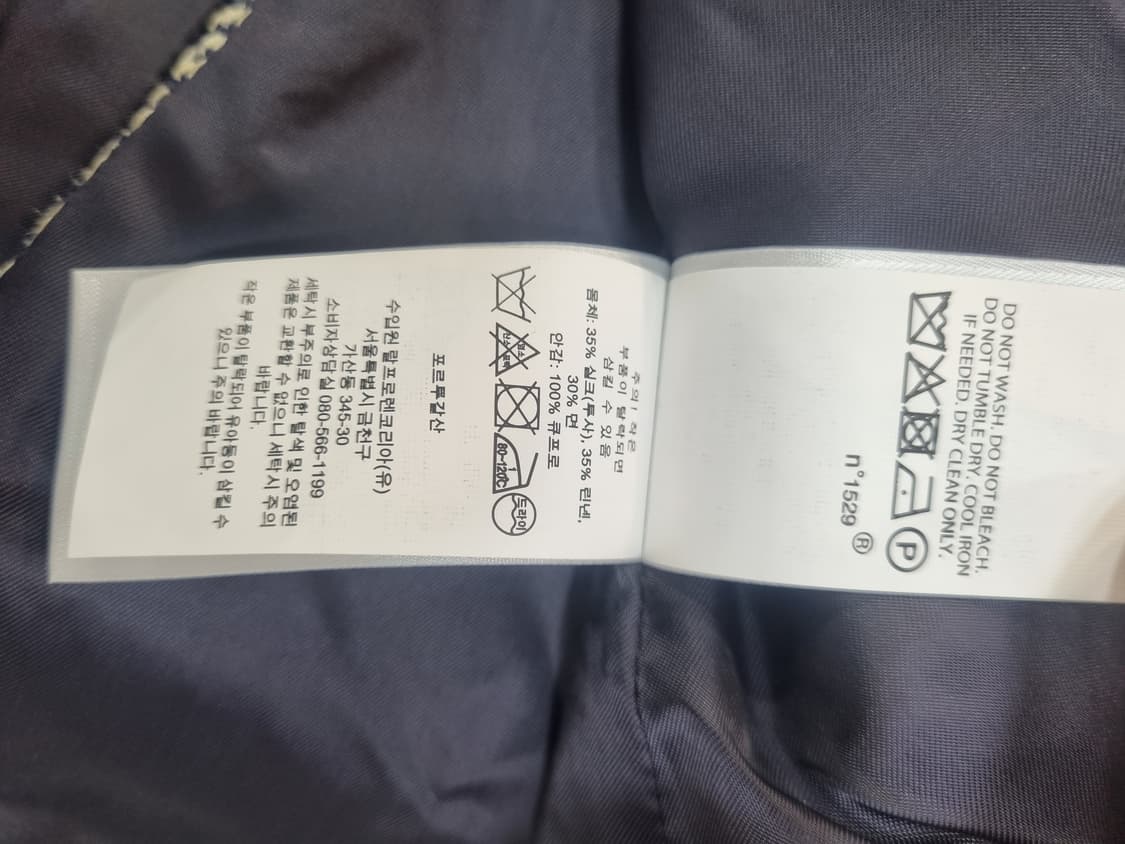 DO NOT WASH, DO NOT BLEACH.
DO NOT TUMBLE DRY. COOL IRON
IF NEEDED, DRY CLEAN ONLY.
P
n°1529 ®
주의! 작은
부품이 탈락되면
삼킬 수 있음
몸체: 35% 실크(투사), 35% 린넨,
30% 면
안감: 100% 큐프로
80~120℃
드라이
포르투갈산
수입원 랄프로렌코리아(유)
서울특별시 금천구
가산동 345-30
소비자상담실 080-566-1199
세탁 시 부주의로 인한 탈색 및 오염된
제품은 교환할 수 없으니 세탁 시 주의
바랍니다.
작은 부품이 탈락되어 유아동이 삼킬 수
있으니 주의 바랍니다.